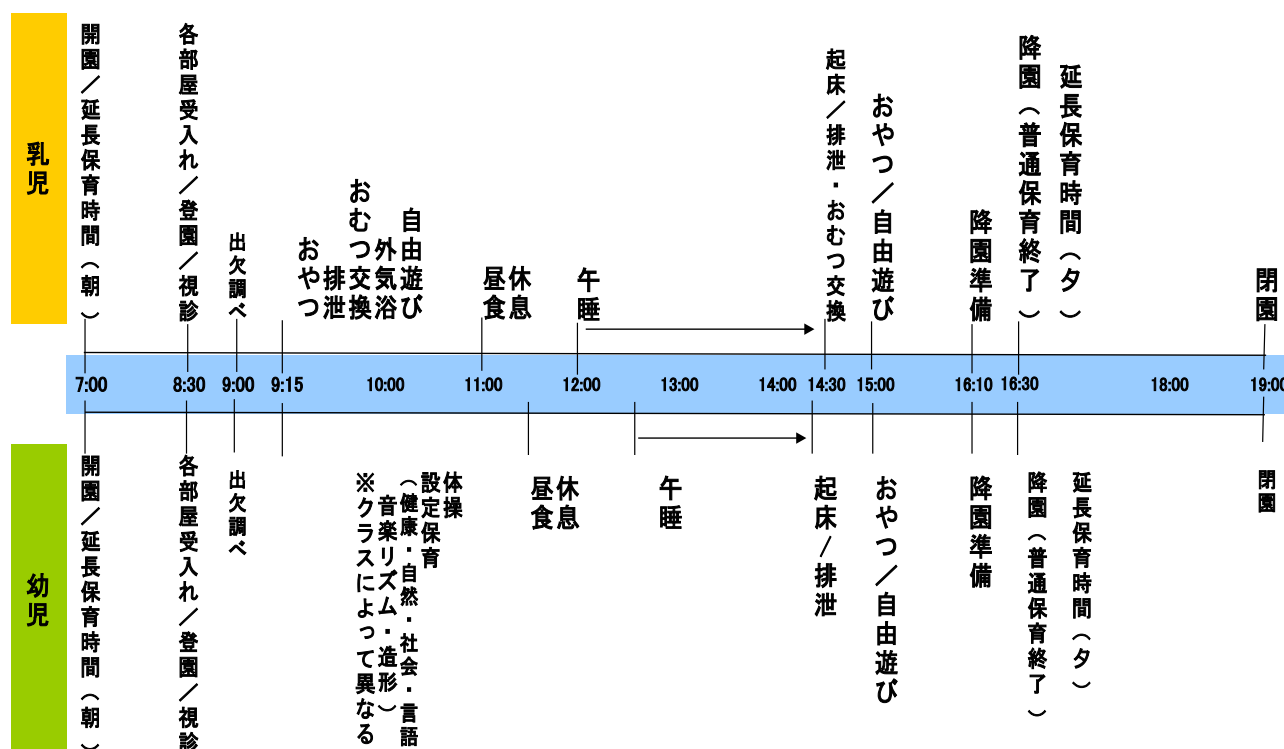 乳児
開園／延長保育時間（朝）
各部屋受入れ／登園／視診
出欠調べ
おやつ
排泄
おむつ交換
外気浴
自由遊び
昼食
休息
午睡
起床／排泄・おむつ交換
おやつ／自由遊び
降園準備
降園（普通保育終了）
延長保育時間（夕）
閉園
7:00 8:30 9:00 9:15 10:00 11:00 12:00 13:00 14:00 14:30 15:00 16:10 16:30 18:00 19:00
幼児
開園／延長保育時間（朝）
各部屋受入れ／登園／視診
出欠調べ
体操
設定保育
（健康・自然・社会・言語
音楽リズム・造形）
※クラスによって異なる
昼食
休息
午睡
起床／排泄
おやつ／自由遊び
降園準備
降園（普通保育終了）
延長保育時間（夕）
閉園